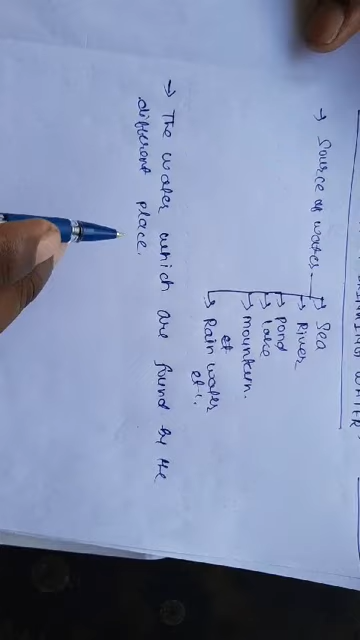 DRINKING WATER.
→ Source of water → Sea
→ River
→ Pond
→ Lake
→ mountain.
et
→ Rain water
etc.
→ The water which are found by the
different place.